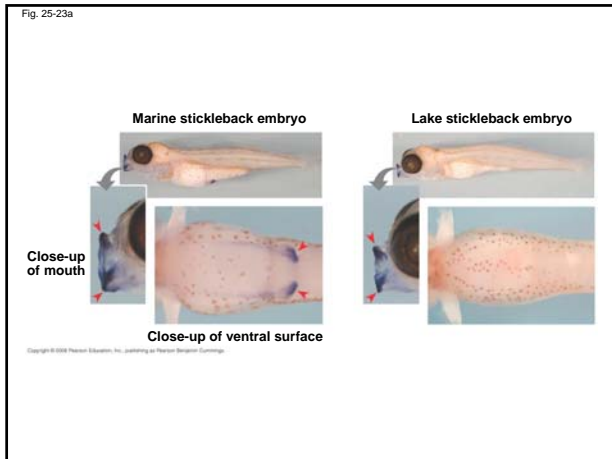 Fig. 25-23a
Marine stickleback embryo
Lake stickleback embryo
Close-up
of mouth
Close-up of ventral surface
Copyright © 2008 Pearson Education, Inc., publishing as Pearson Benjamin Cummings.